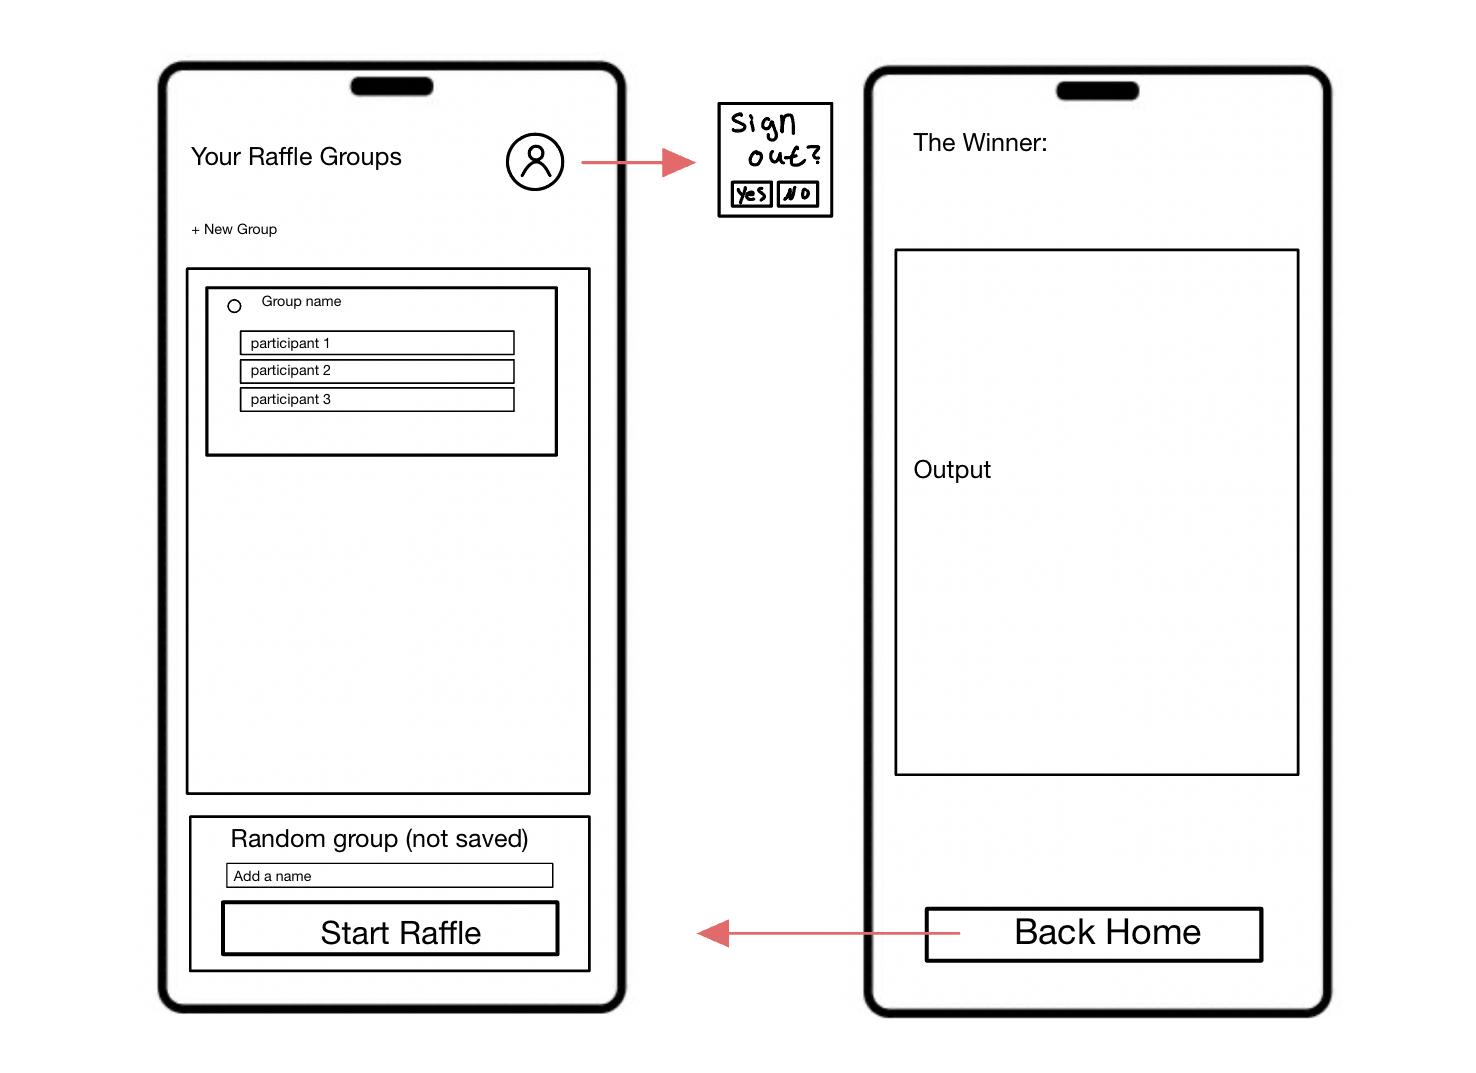 Your Raffle Groups
+ New Group
Group name
participant 1
participant 2
participant 3
Random group (not saved)
Add a name
Start Raffle
Sign
out?
Yes NO
The Winner:
Output
Back Home